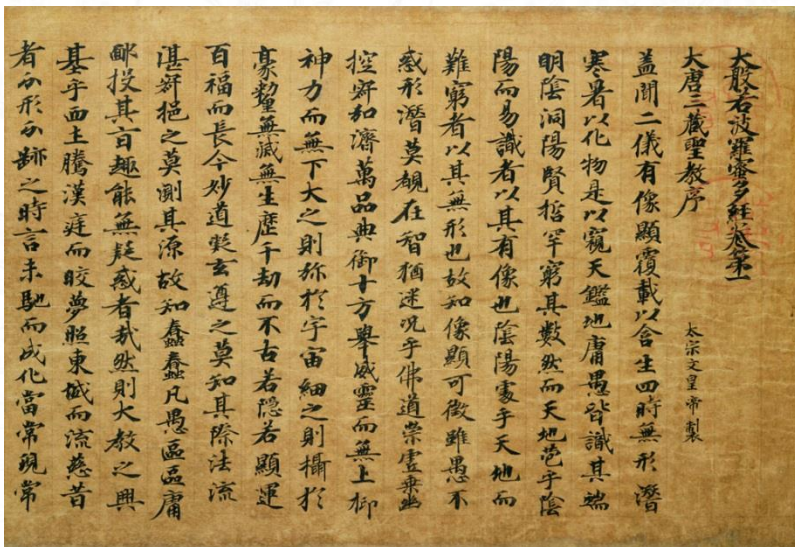 大般若波羅蜜多經卷第一
大唐三藏聖教序
太宗文皇帝製
蓋聞二儀有像顯覆載以含生四時無形潛
寒暑以化物是以窺天鑑地庸愚皆識其端
明陰洞陽賢哲罕窮其數然而天地苞乎陰
陽而易識者以其有像也陰陽處乎天地而
難窮者以其無形也故知像顯可徵雖愚不
惑形潛莫覩在智猶迷況乎佛道崇虛乘幽
控寂和濟萬品典御十方舉威靈而無上抑
神力而無下大之則弥於宇宙細之則攝於
豪釐無滅無生歷千劫而不古若隱若顯運
百福而長今妙道凝玄遵之莫知其際法流
湛寂挹之莫測其源故知蠢蠢凡愚區區庸
鄙投其旨趣能無疑惑者哉然則大教之興
基乎西土騰漢庭而皎夢照東域而流慈昔
者分形分跡之時言未馳而成化當常現常